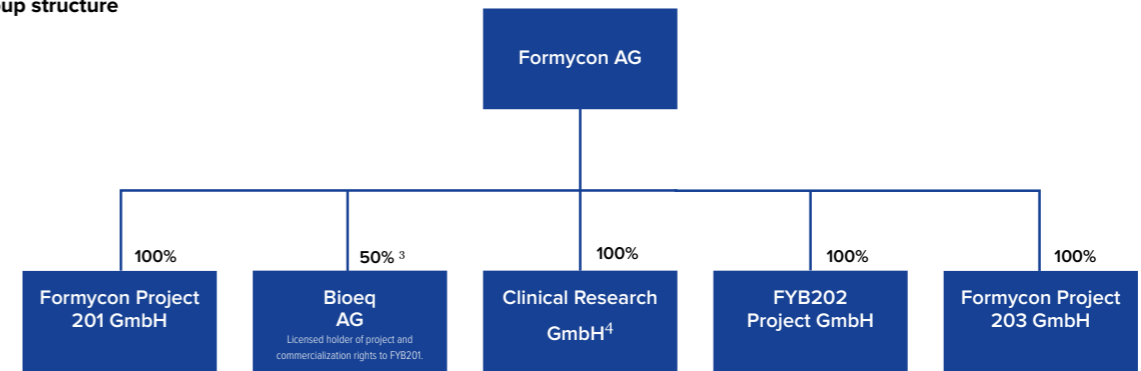 up structure
Formycon AG
100%
50% ³
100%
100%
100%
Formycon Project
201 GmbH
Bioeq
AG
Licensed holder of project and
commercialization rights to FYB201.
Clinical Research
GmbH⁴
FYB202
Project GmbH
Formycon Project
203 GmbH